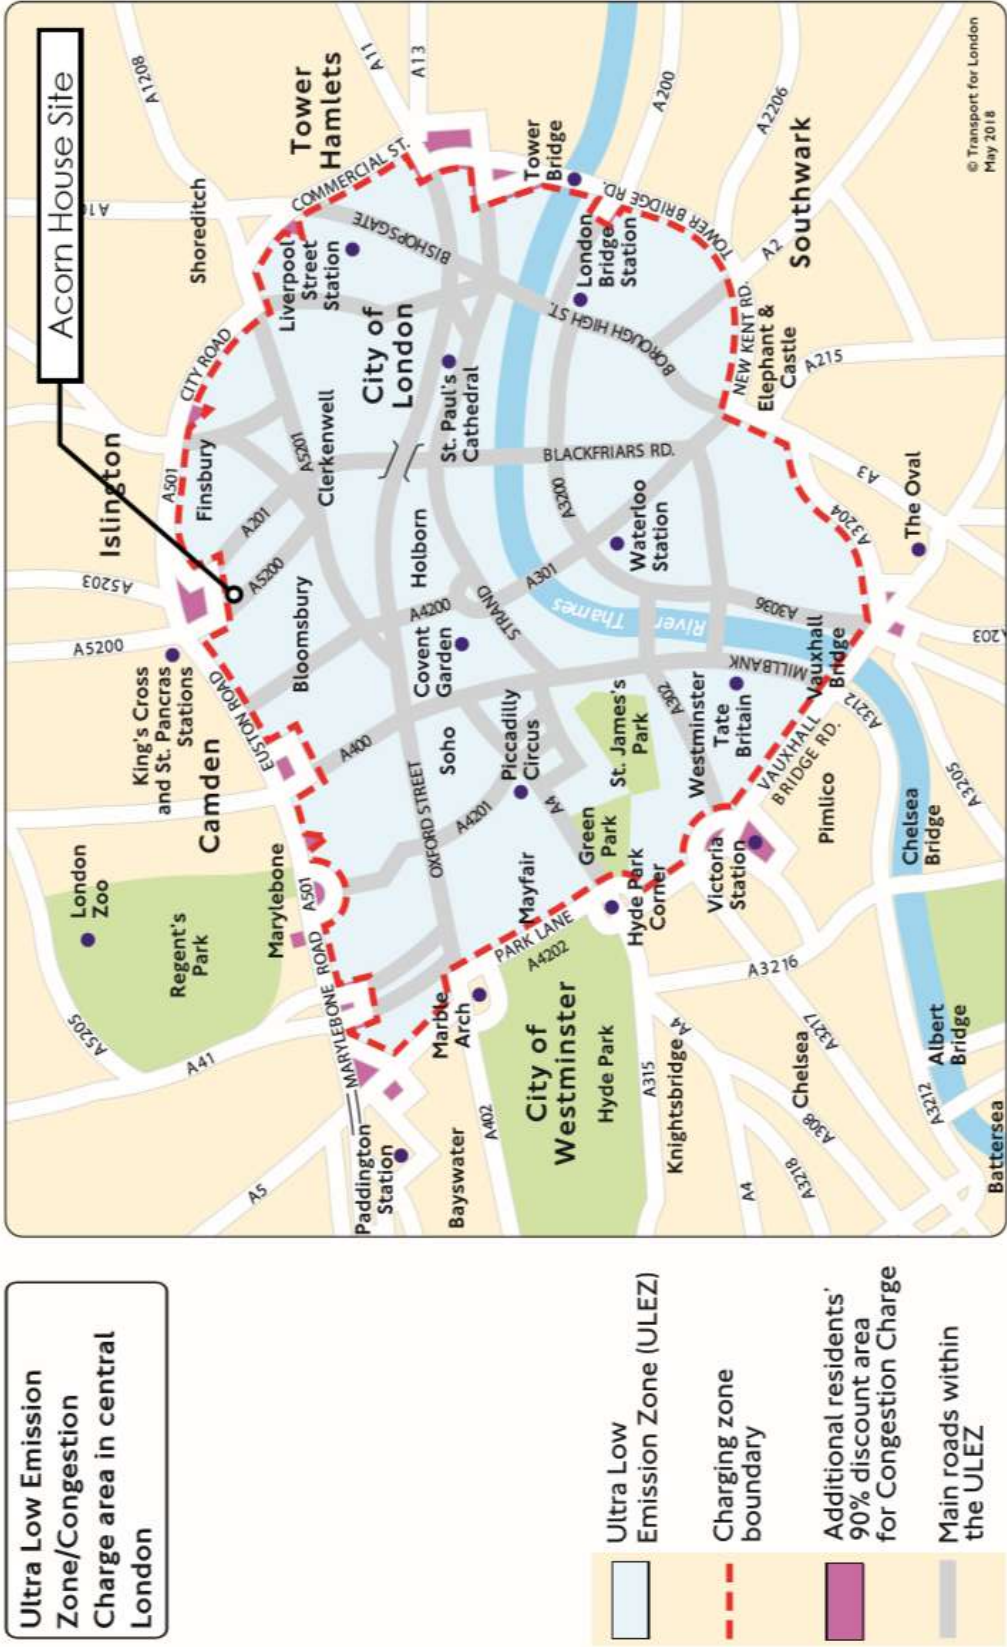 Ultra Low Emission
Zone/Congestion
Charge area in central
London
Acorn House Site
A5205
London
Zoo
Regent's
Park
A41
A5
Marylebone
MARYLEBONE ROAD
A501
Camden
King's Cross
and St. Pancras
Stations
EUSTON ROAD
A5200
A5203
Islington
A501
Finsbury
CITY ROAD
Shoreditch
A10
A1208
COMMERCIAL ST.
Tower
Hamlets
A11
A13
Paddington
Station
Bayswater
A402
Marble
Arch
PARK LANE
A4202
Mayfair
OXFORD STREET
A400
Bloomsbury
A5200
A201
A5201
Clerkenwell
Liverpool
Street
Station
BISHOPSGATE
City of
London
St. Paul's
Cathedral
Holborn
A4200
Covent
Garden
STRAND
Soho
Piccadilly
Circus
A4201
A4
Green
Park
St. James's
Park
A302
A301
River Thames
Waterloo
Station
A3200
BLACKFRIARS RD.
BOROUGH HIGH ST.
London
Bridge
Station
Tower
Bridge
TOWER BRIDGE RD.
A200
A2206
Southwark
A2
NEW KENT RD.
Elephant &
Castle
A215
A3
A3204
The Oval
A203
A3036
Vauxhall
Bridge
MILLBANK
Tate
Britain
Westminster
VAUXHALL
BRIDGE RD.
A3212
Pimlico
Victoria
Station
Hyde Park
Corner
City of
Westminster
Hyde Park
A315
Knightsbridge
A4
A4
A3218
A308
Chelsea
A3217
A3216
Chelsea
Bridge
A3205
A3212
Albert
Bridge
Battersea
© Transport for London
May 2018
Ultra Low
Emission Zone (ULEZ)
Charging zone
boundary
Additional residents'
90% discount area
for Congestion Charge
Main roads within
the ULEZ